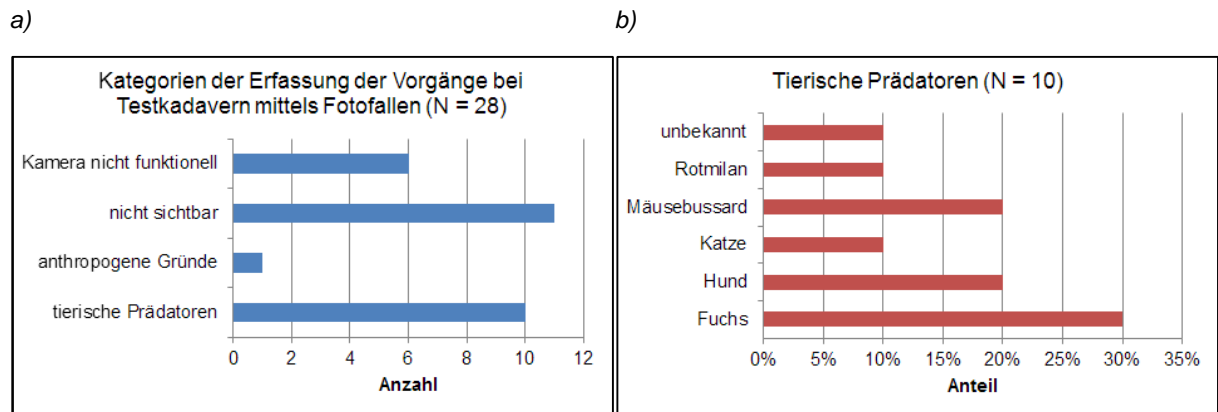 a)
b)
Kategorien der Erfassung der Vorgänge bei
Testkadavern mittels Fotofallen (N = 28)
Kamera nicht funktionell
nicht sichtbar
anthropogene Gründe
tierische Prädatoren
0 2 4 6 8 10 12
Anzahl
Tierische Prädatoren (N = 10)
unbekannt
Rotmilan
Mäusebussard
Katze
Hund
Fuchs
0% 5% 10% 15% 20% 25% 30% 35%
Anteil